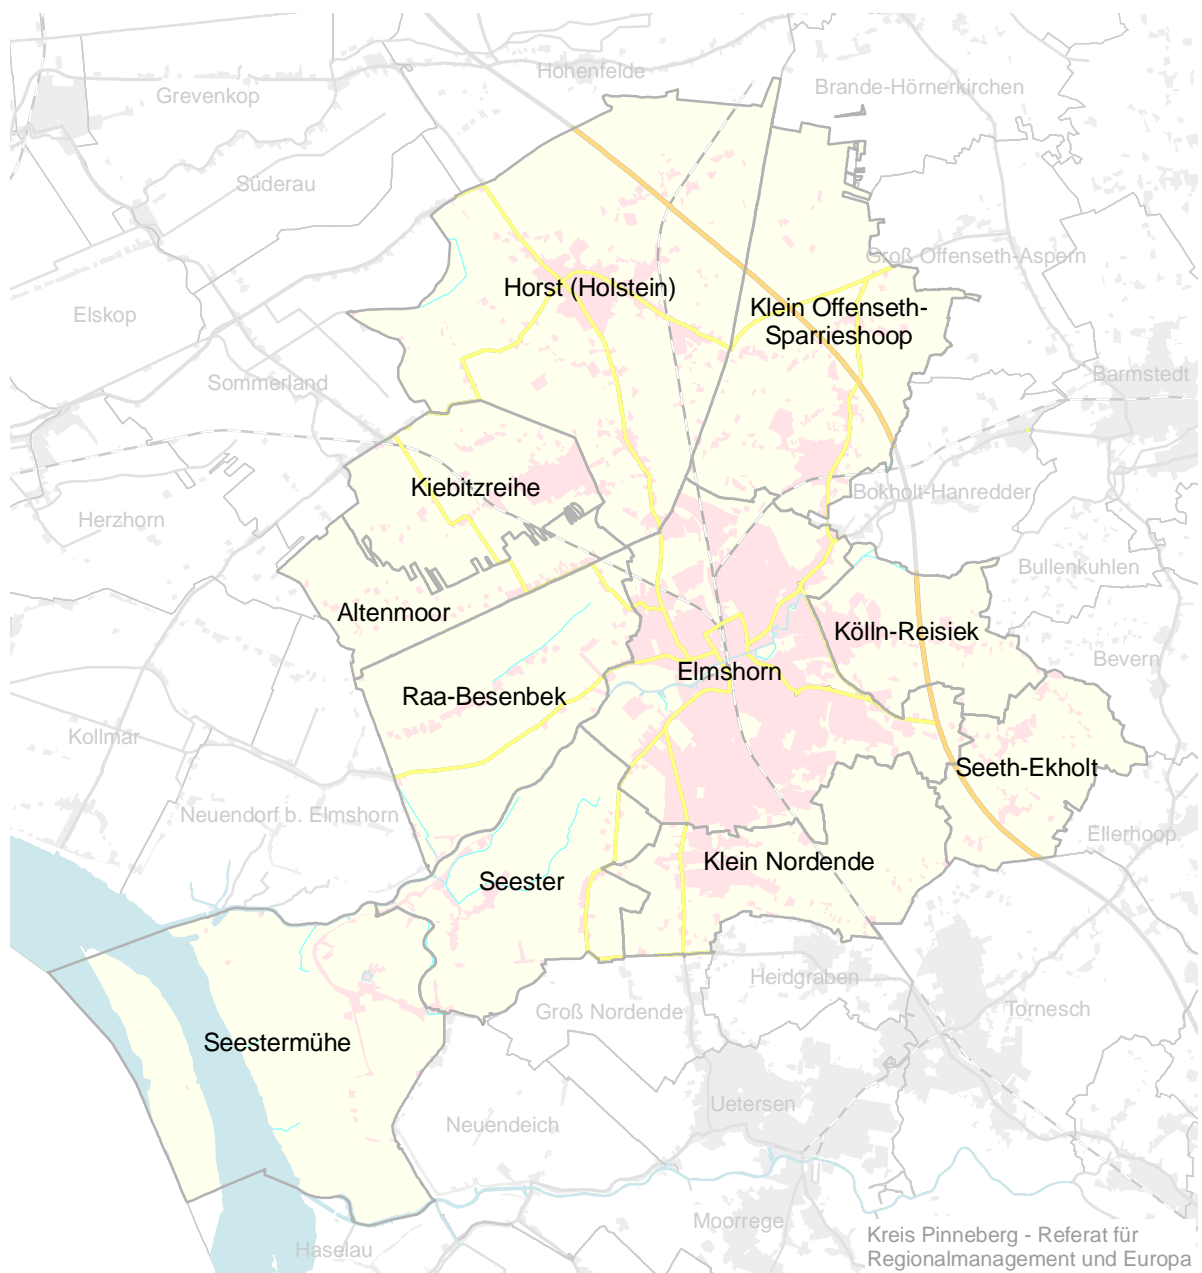 Hohenfelde
Brande-Hörnerkirchen
Grevenkop
Süderau
Groß Offenseth-Aspern
Horst (Holstein)
Klein Offenseth-
Sparrieshoop
Elskop
Sommerland
Barmstedt
Kiebitzreihe
Bokholt-Hanredder
Herzhorn
Bullenkuhlen
Altenmoor
Kölln-Reisiek
Bevern
Elmshorn
Raa-Besenbek
Kollmar
Seeth-Ekholt
Neuendorf b. Elmshorn
Ellerhoop
Klein Nordende
Seester
Heidgraben
Groß Nordende
Tornesch
Seestermühe
Uetersen
Neuendeich
Moorrege
Haselau
Kreis Pinneberg - Referat für
Regionalmanagement und Europa